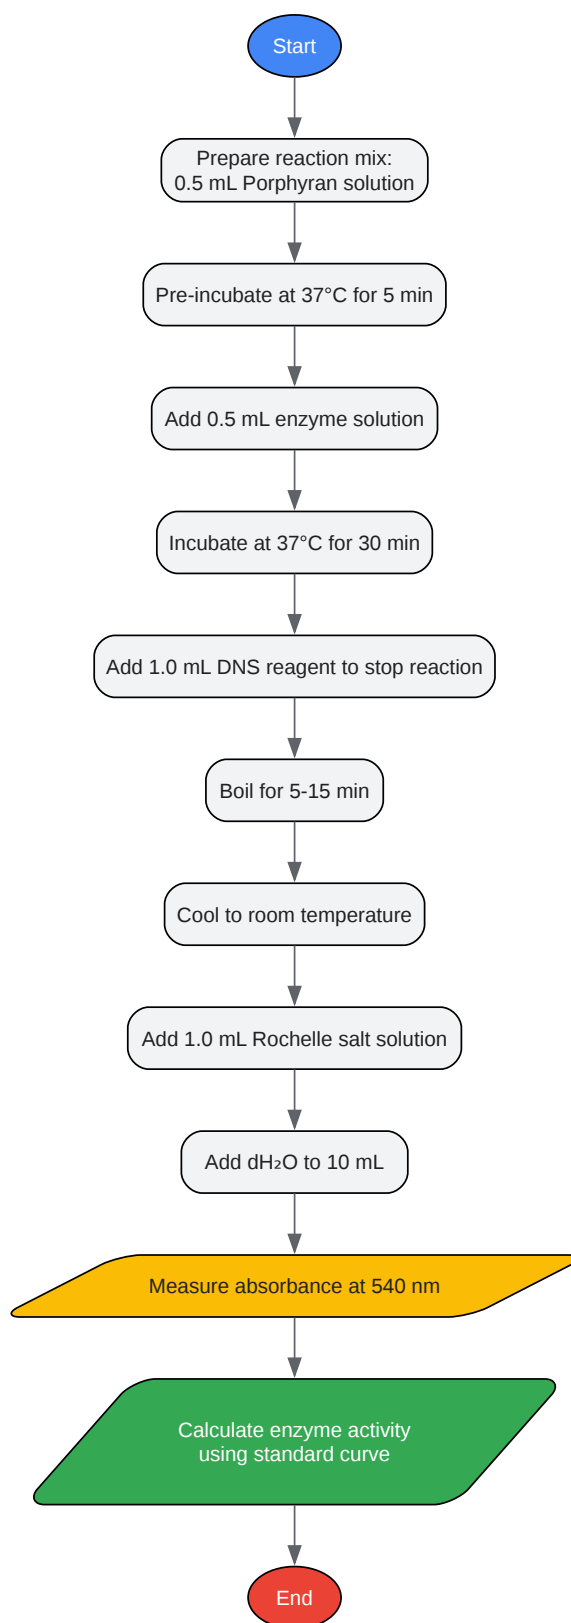 Start
Prepare reaction mix:
0.5 mL Porphyran solution
Pre-incubate at 37°C for 5 min
Add 0.5 mL enzyme solution
Incubate at 37°C for 30 min
Add 1.0 mL DNS reagent to stop reaction
Boil for 5-15 min
Cool to room temperature
Add 1.0 mL Rochelle salt solution
Add dH₂O to 10 mL
Measure absorbance at 540 nm
Calculate enzyme activity
using standard curve
End